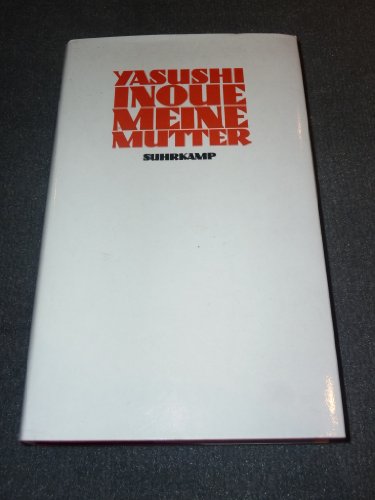 YASUSHI
INOUE
MEINE
MUTTER
SUHRKAMP